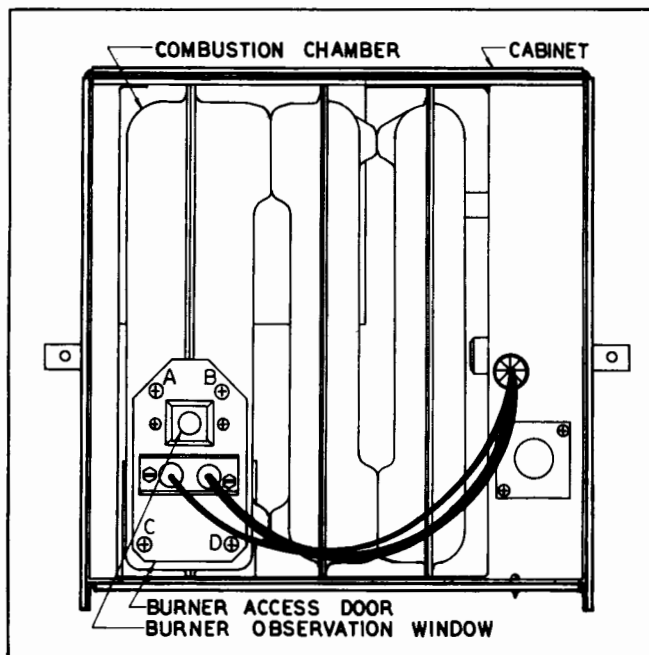 COMBUSTION CHAMBER
CABINET
A
B
C
D
BURNER ACCESS DOOR
BURNER OBSERVATION WINDOW